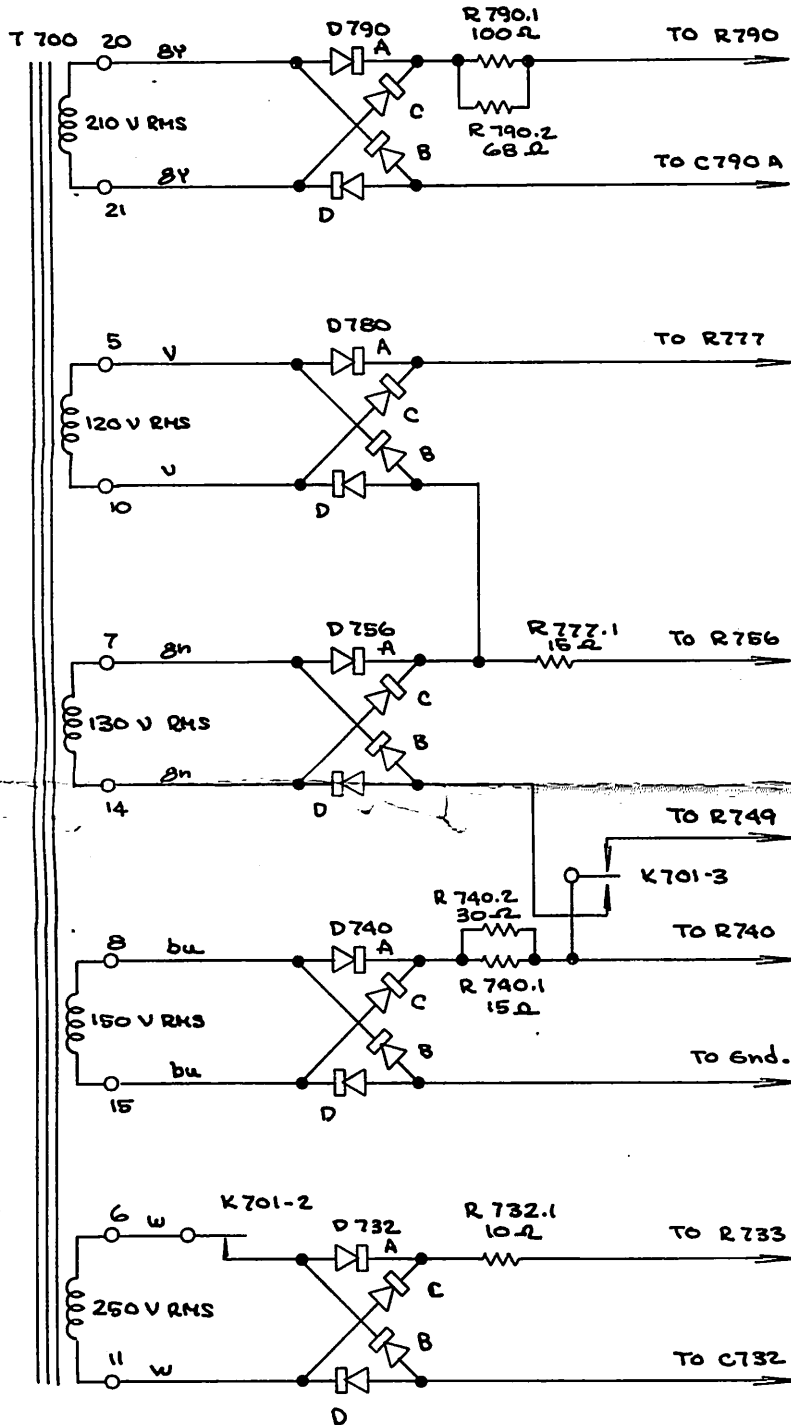 T 700
20
gy
D790
A
R790.1
100Ω
TO R790
210 V RMS
C
R790.2
68Ω
B
TO C790 A
gy
21
D
5
v
D780
A
TO R777
120 V RMS
C
B
v
10
D
7
gn
D756
A
R777.1
15Ω
TO R756
130 V RMS
C
B
gn
14
D
TO R749
K701-3
R740.2
30Ω
8
bu
D740
A
TO R740
R740.1
15Ω
150 V RMS
C
B
TO Gnd.
bu
15
D
6
w
K701-2
D732
A
R732.1
10Ω
TO R733
250 V RMS
C
B
TO C732
11
w
D